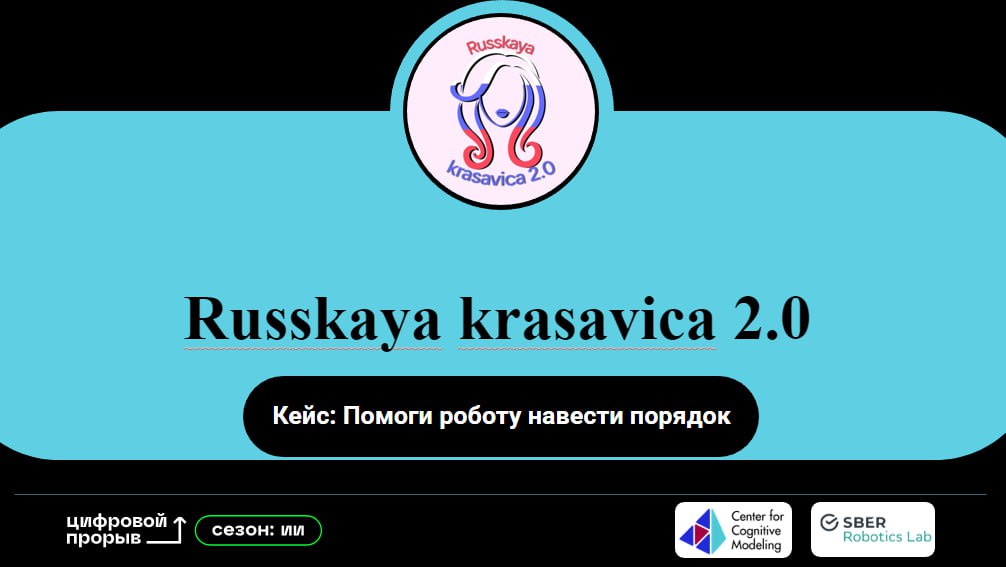 Russkaya
krasavica 2.0
Russkaya krasavica 2.0
Кейс: Помоги роботу навести порядок
цифровой
прорыв
сезон: ии
Center for
Cognitive
Modeling
SBER
Robotics Lab